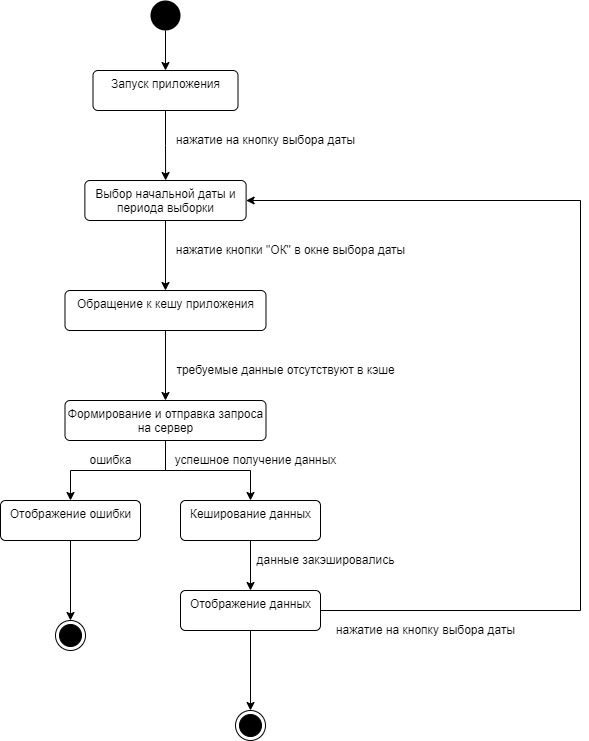 Запуск приложения
нажатие на кнопку выбора даты
Выбор начальной даты и
периода выборки
нажатие кнопки "ОК" в окне выбора даты
Обращение к кешу приложения
требуемые данные отсутствуют в кэше
Формирование и отправка запроса
на сервер
ошибка
успешное получение данных
Отображение ошибки
Кеширование данных
данные закэшировались
Отображение данных
нажатие на кнопку выбора даты